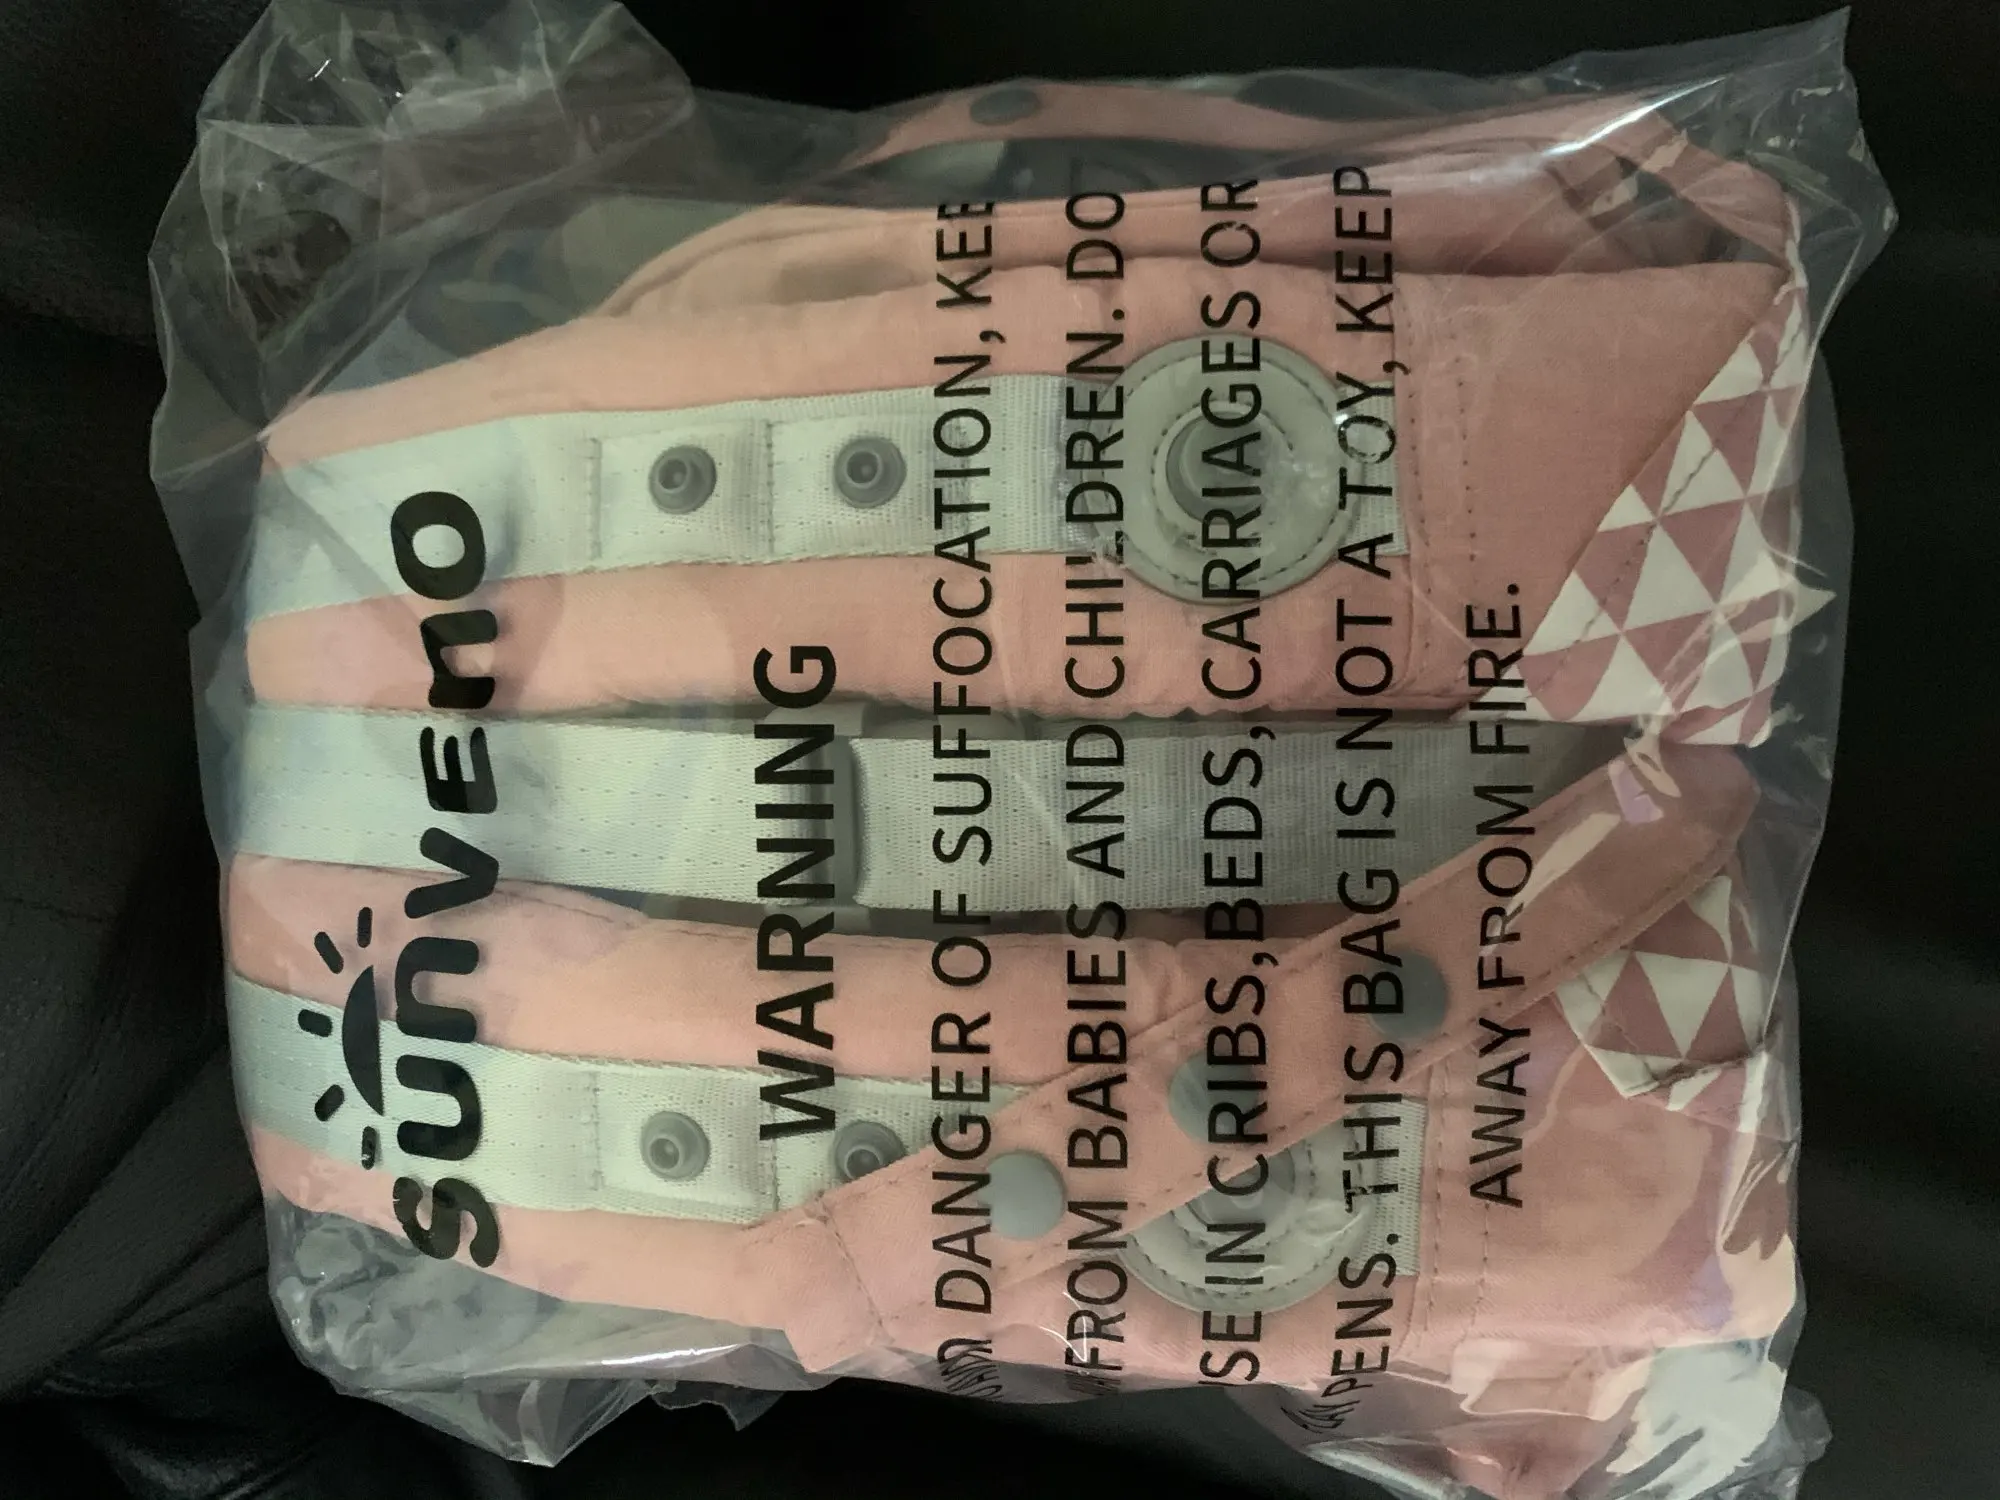 sunveno
WARNING
DANGER OF SUFFOCATION, KEE
FROM BABIES AND CHILDREN. DO
SE IN CRIBS,BEDS, CARRIAGES OR
PENS. THIS BAG IS NOT A TOY, KEEP
AWAY FROM FIRE.